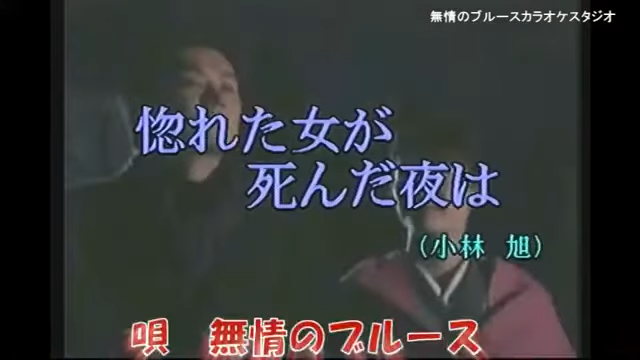 無情のブルースカラオケスタジオ
惚れた女が
死んだ夜は
(小林 旭)
唄 無情のブルース